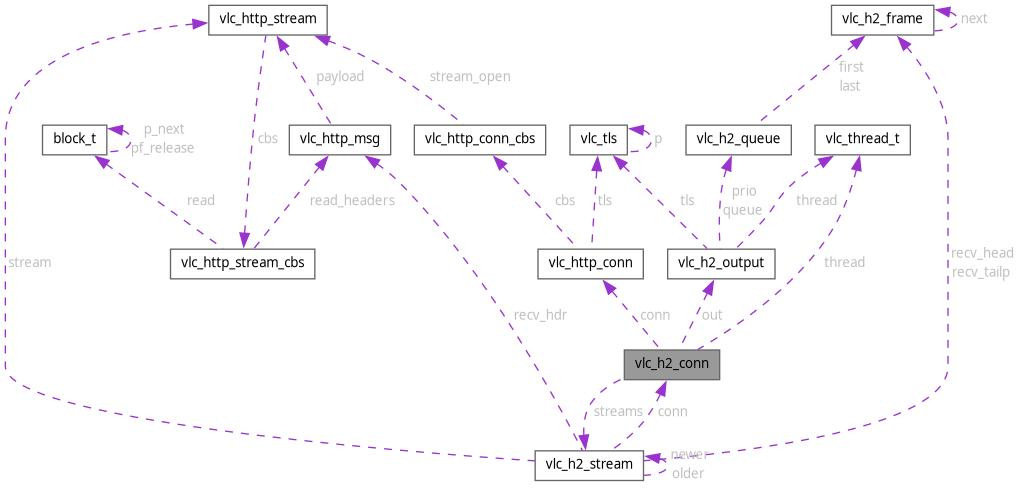 vlc_http_stream
vlc_h2_frame
next
payload
stream_open
first
last
block_t
p_next
pf_release
cbs
vlc_http_msg
vlc_http_conn_cbs
vlc_tls
p
vlc_h2_queue
vlc_thread_t
read
read_headers
cbs
tls
tls
prio
queue
thread
stream
vlc_http_stream_cbs
vlc_http_conn
vlc_h2_output
thread
recv_head
recv_tailp
recv_hdr
conn
out
vlc_h2_conn
streams
conn
vlc_h2_stream
newer
older